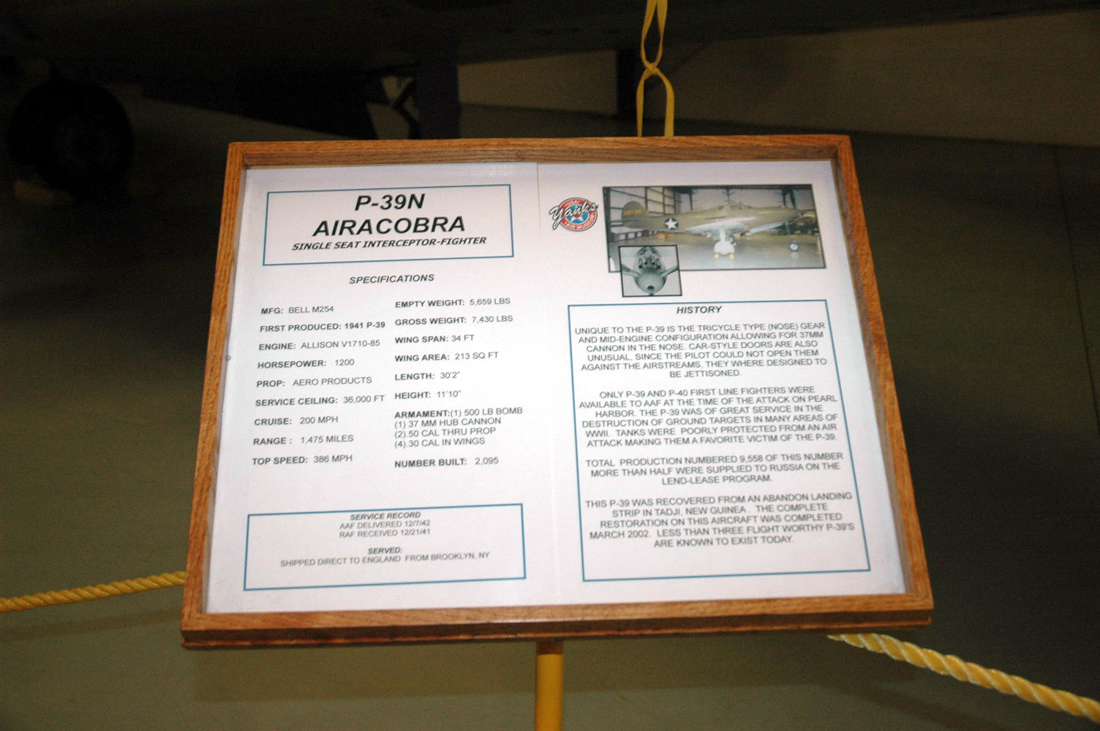 P-39N
AIRACOBRA
SINGLE SEAT INTERCEPTOR-FIGHTER
SPECIFICATIONS
MFG: BELL M254
FIRST PRODUCED: 1941 P-39
ENGINE: ALLISON V1710-85
HORSEPOWER: 1200
PROP: AERO PRODUCTS
SERVICE CEILING: 36,000 FT
CRUISE: 200 MPH
RANGE : 1,475 MILES
TOP SPEED: 386 MPH
EMPTY WEIGHT: 5,659 LBS
GROSS WEIGHT: 7,430 LBS
WING SPAN: 34 FT
WING AREA: 213 SQ FT
LENGTH: 30'2"
HEIGHT: 11'10"
ARMAMENT:(1) 500 LB BOMB
(1) 37 MM HUB CANNON
(2).50 CAL THRU PROP
(4).30 CAL IN WINGS
NUMBER BUILT: 2,095
SERVICE RECORD
AAF DELIVERED 12/7/42
RAF RECEIVED 12/21/41
SERVED:
SHIPPED DIRECT TO ENGLAND FROM BROOKLYN, NY
Yanks
HISTORY
UNIQUE TO THE P-39 IS THE TRICYCLE TYPE (NOSE) GEAR
AND MID-ENGINE CONFIGURATION ALLOWING FOR 37MM
CANNON IN THE NOSE. CAR-STYLE DOORS ARE ALSO
UNUSUAL, SINCE THE PILOT COULD NOT OPEN THEM
AGAINST THE AIRSTREAMS, THEY WHERE DESIGNED TO
BE JETTISONED.
ONLY P-39 AND P-40 FIRST LINE FIGHTERS WERE
AVAILABLE TO AAF AT THE TIME OF THE ATTACK ON PEARL
HARBOR. THE P-39 WAS OF GREAT SERVICE IN THE
DESTRUCTION OF GROUND TARGETS IN MANY AREAS OF
WWII. TANKS WERE POORLY PROTECTED FROM AN AIR
ATTACK MAKING THEM A FAVORITE VICTIM OF THE P-39.
TOTAL PRODUCTION NUMBERED 9,558 OF THIS NUMBER
MORE THAN HALF WERE SUPPLIED TO RUSSIA ON THE
LEND-LEASE PROGRAM.
THIS P-39 WAS RECOVERED FROM AN ABANDON LANDING
STRIP IN TADJI, NEW GUINEA . THE COMPLETE
RESTORATION ON THIS AIRCRAFT WAS COMPLETED
MARCH 2002. LESS THAN THREE FLIGHT WORTHY P-39'S
ARE KNOWN TO EXIST TODAY.